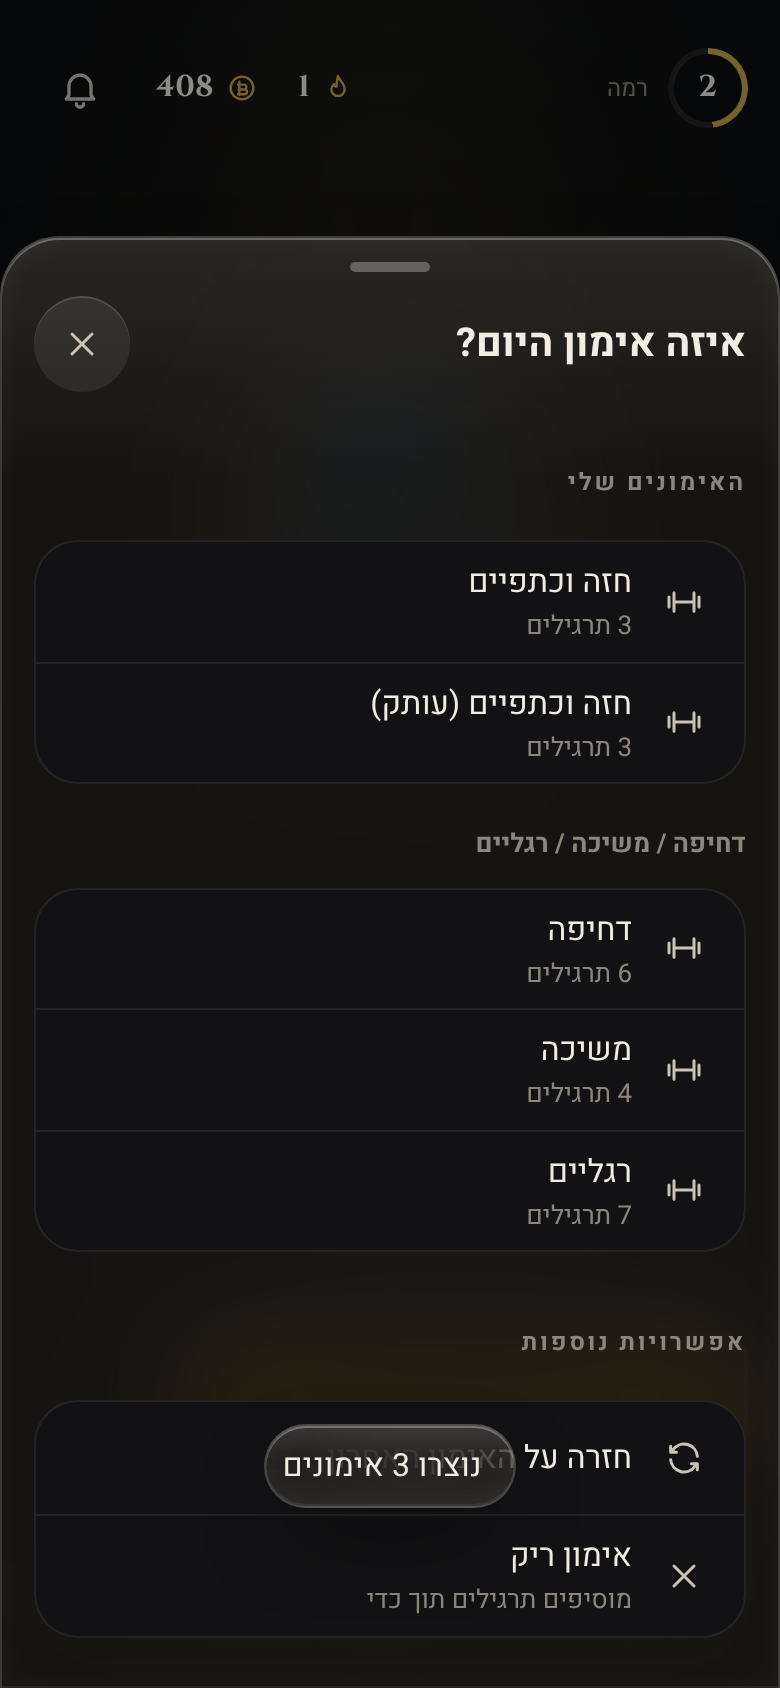 רמה 2
1
408
איזה אימון היום?
האימונים שלי
חזה וכתפיים
3 תרגילים
חזה וכתפיים (עותק)
3 תרגילים
דחיפה / משיכה / רגליים
דחיפה
6 תרגילים
משיכה
4 תרגילים
רגליים
7 תרגילים
אפשרויות נוספות
חזרה על האימון האחרון
נוצרו 3 אימונים
אימון ריק
מוסיפים תרגילים תוך כדי